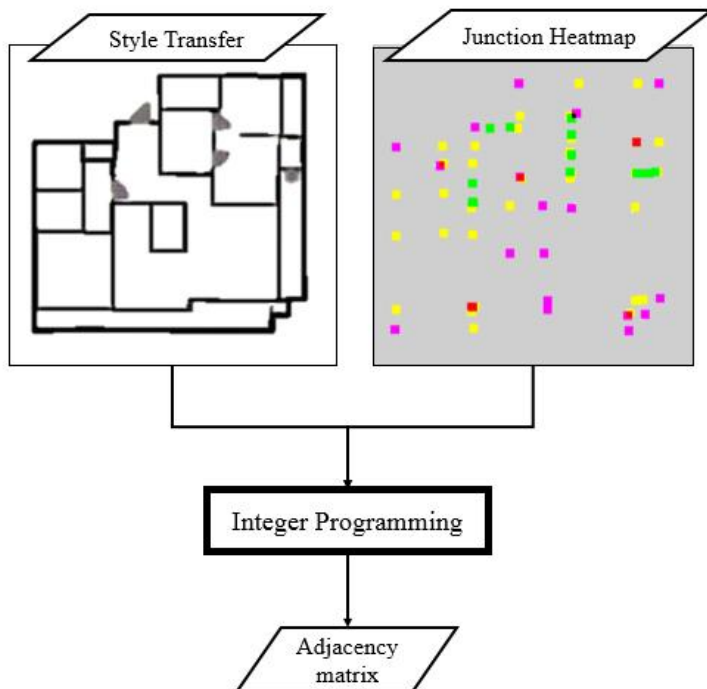 Style Transfer
Junction Heatmap
Integer Programming
Adjacency
matrix